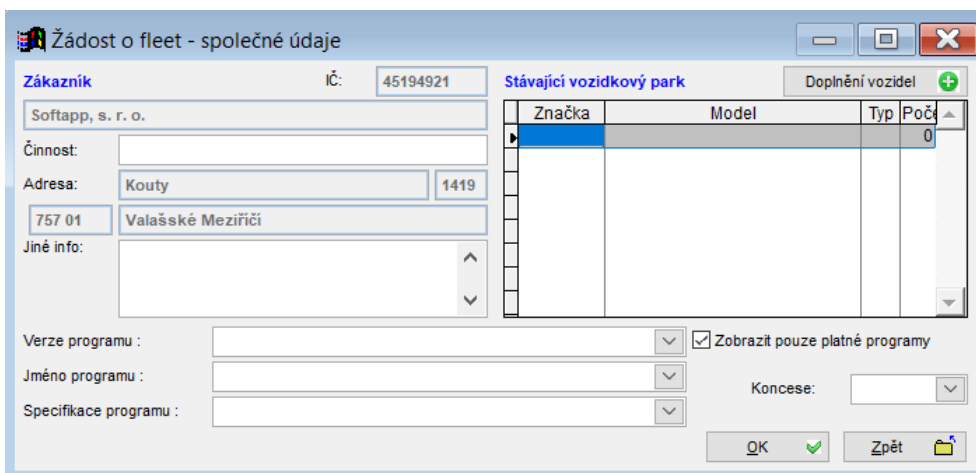 Žádost o fleet - společné údaje
Zákazník IČ: 45194921
Softapp, s. r. o.
Činnost:
Adresa: Kouty 1419
757 01 Valašské Meziříčí
Jiné info:
Stávající vozidkový park Doplnění vozidel
Značka Model Typ Poče
0
Verze programu :
Zobrazit pouze platné programy
Jméno programu :
Koncese:
Specifikace programu :
OK Zpět